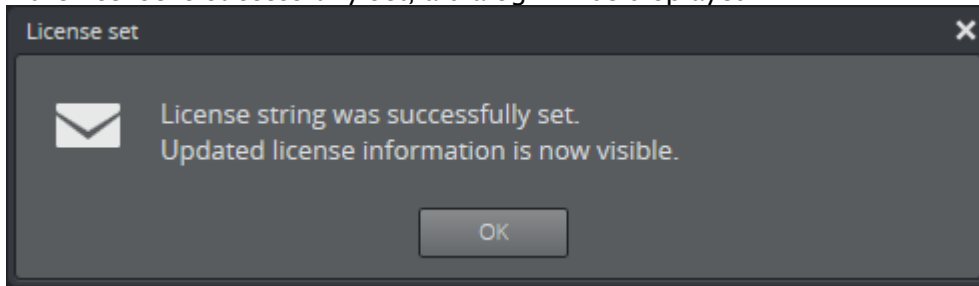 License set
License string was successfully set.
Updated license information is now visible.
OK